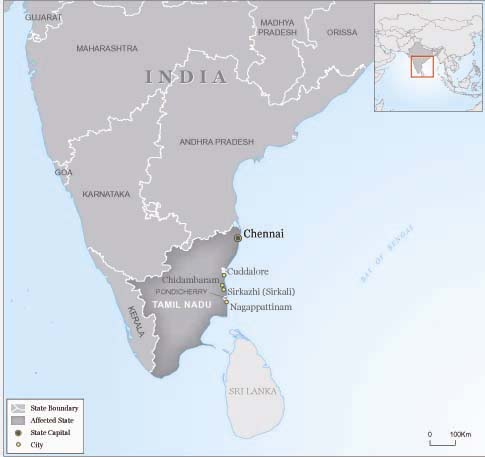 GUJARAT
MADHYA
PRADESH
ORISSA
MAHARASHTRA
INDIA
ANDHRA PRADESH
GOA
KARNATAKA
BAY OF BENGAL
Chennai
Cuddalore
Chidambaram
PONDICHERRY
Sirkazhi (Sirkali)
TAMIL NADU
Nagappattinam
KERALA
SRI LANKA
State Boundary
Affected State
State Capital
City
0 100Km